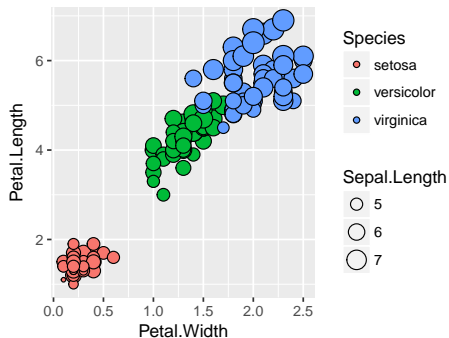 Petal.Length
6
4
2
0.0 0.5 1.0 1.5 2.0 2.5
Petal.Width
Species
setosa
versicolor
virginica
Sepal.Length
5
6
7